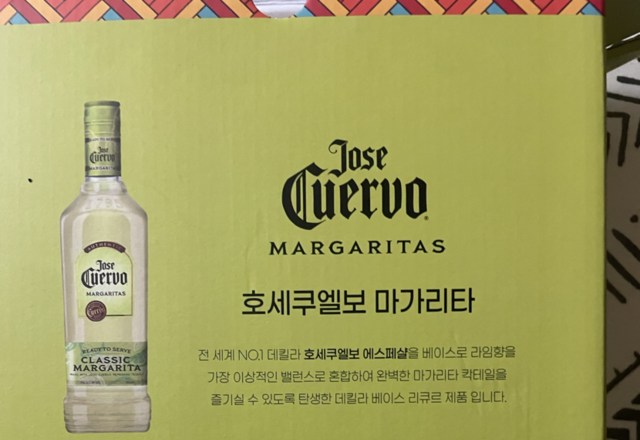 Jose
Cuervo
MARGARITAS
AUTHENTIC
Jose
Cuervo
MARGARITAS
READY TO SERVE
CLASSIC
MARGARITA
Jose
Cuervo®
MARGARITAS
호세쿠엘보 마가리타
전 세계 NO.1 데킬라 호세쿠엘보 에스페샬을 베이스로 라임향을
가장 이상적인 밸런스로 혼합하여 완벽한 마가리타 칵테일을
즐기실 수 있도록 탄생한 데킬라 베이스 리큐르 제품 입니다.